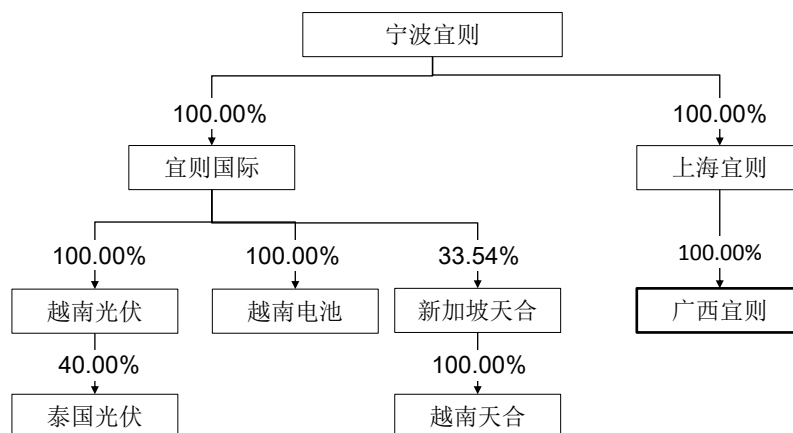 宁波宜则
100.00%
100.00%
宜则国际
上海宜则
100.00%
100.00%
33.54%
100.00%
越南光伏
越南电池
新加坡天合
广西宜则
40.00%
100.00%
泰国光伏
越南天合